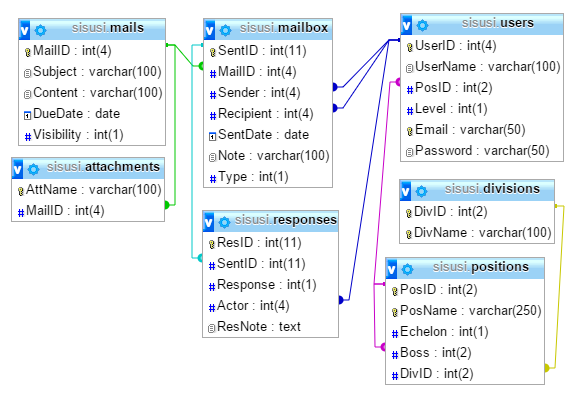 sisusi.mails
MailID : int(4)
Subject : varchar(100)
Content : varchar(100)
DueDate : date
Visibility : int(1)
sisusi.attachments
AttName : varchar(100)
MailID : int(4)
sisusi.mailbox
SentID : int(11)
MailID : int(4)
Sender : int(4)
Recipient : int(4)
SentDate : date
Note : varchar(100)
Type : int(1)
sisusi.responses
ResID : int(11)
SentID : int(11)
Response : int(1)
Actor : int(4)
ResNote : text
sisusi.users
UserID : int(4)
UserName : varchar(100)
PosID : int(2)
Level : int(1)
Email : varchar(50)
Password : varchar(50)
sisusi.divisions
DivID : int(2)
DivName : varchar(100)
sisusi.positions
PosID : int(2)
PosName : varchar(250)
Echelon : int(1)
Boss : int(2)
DivID : int(2)